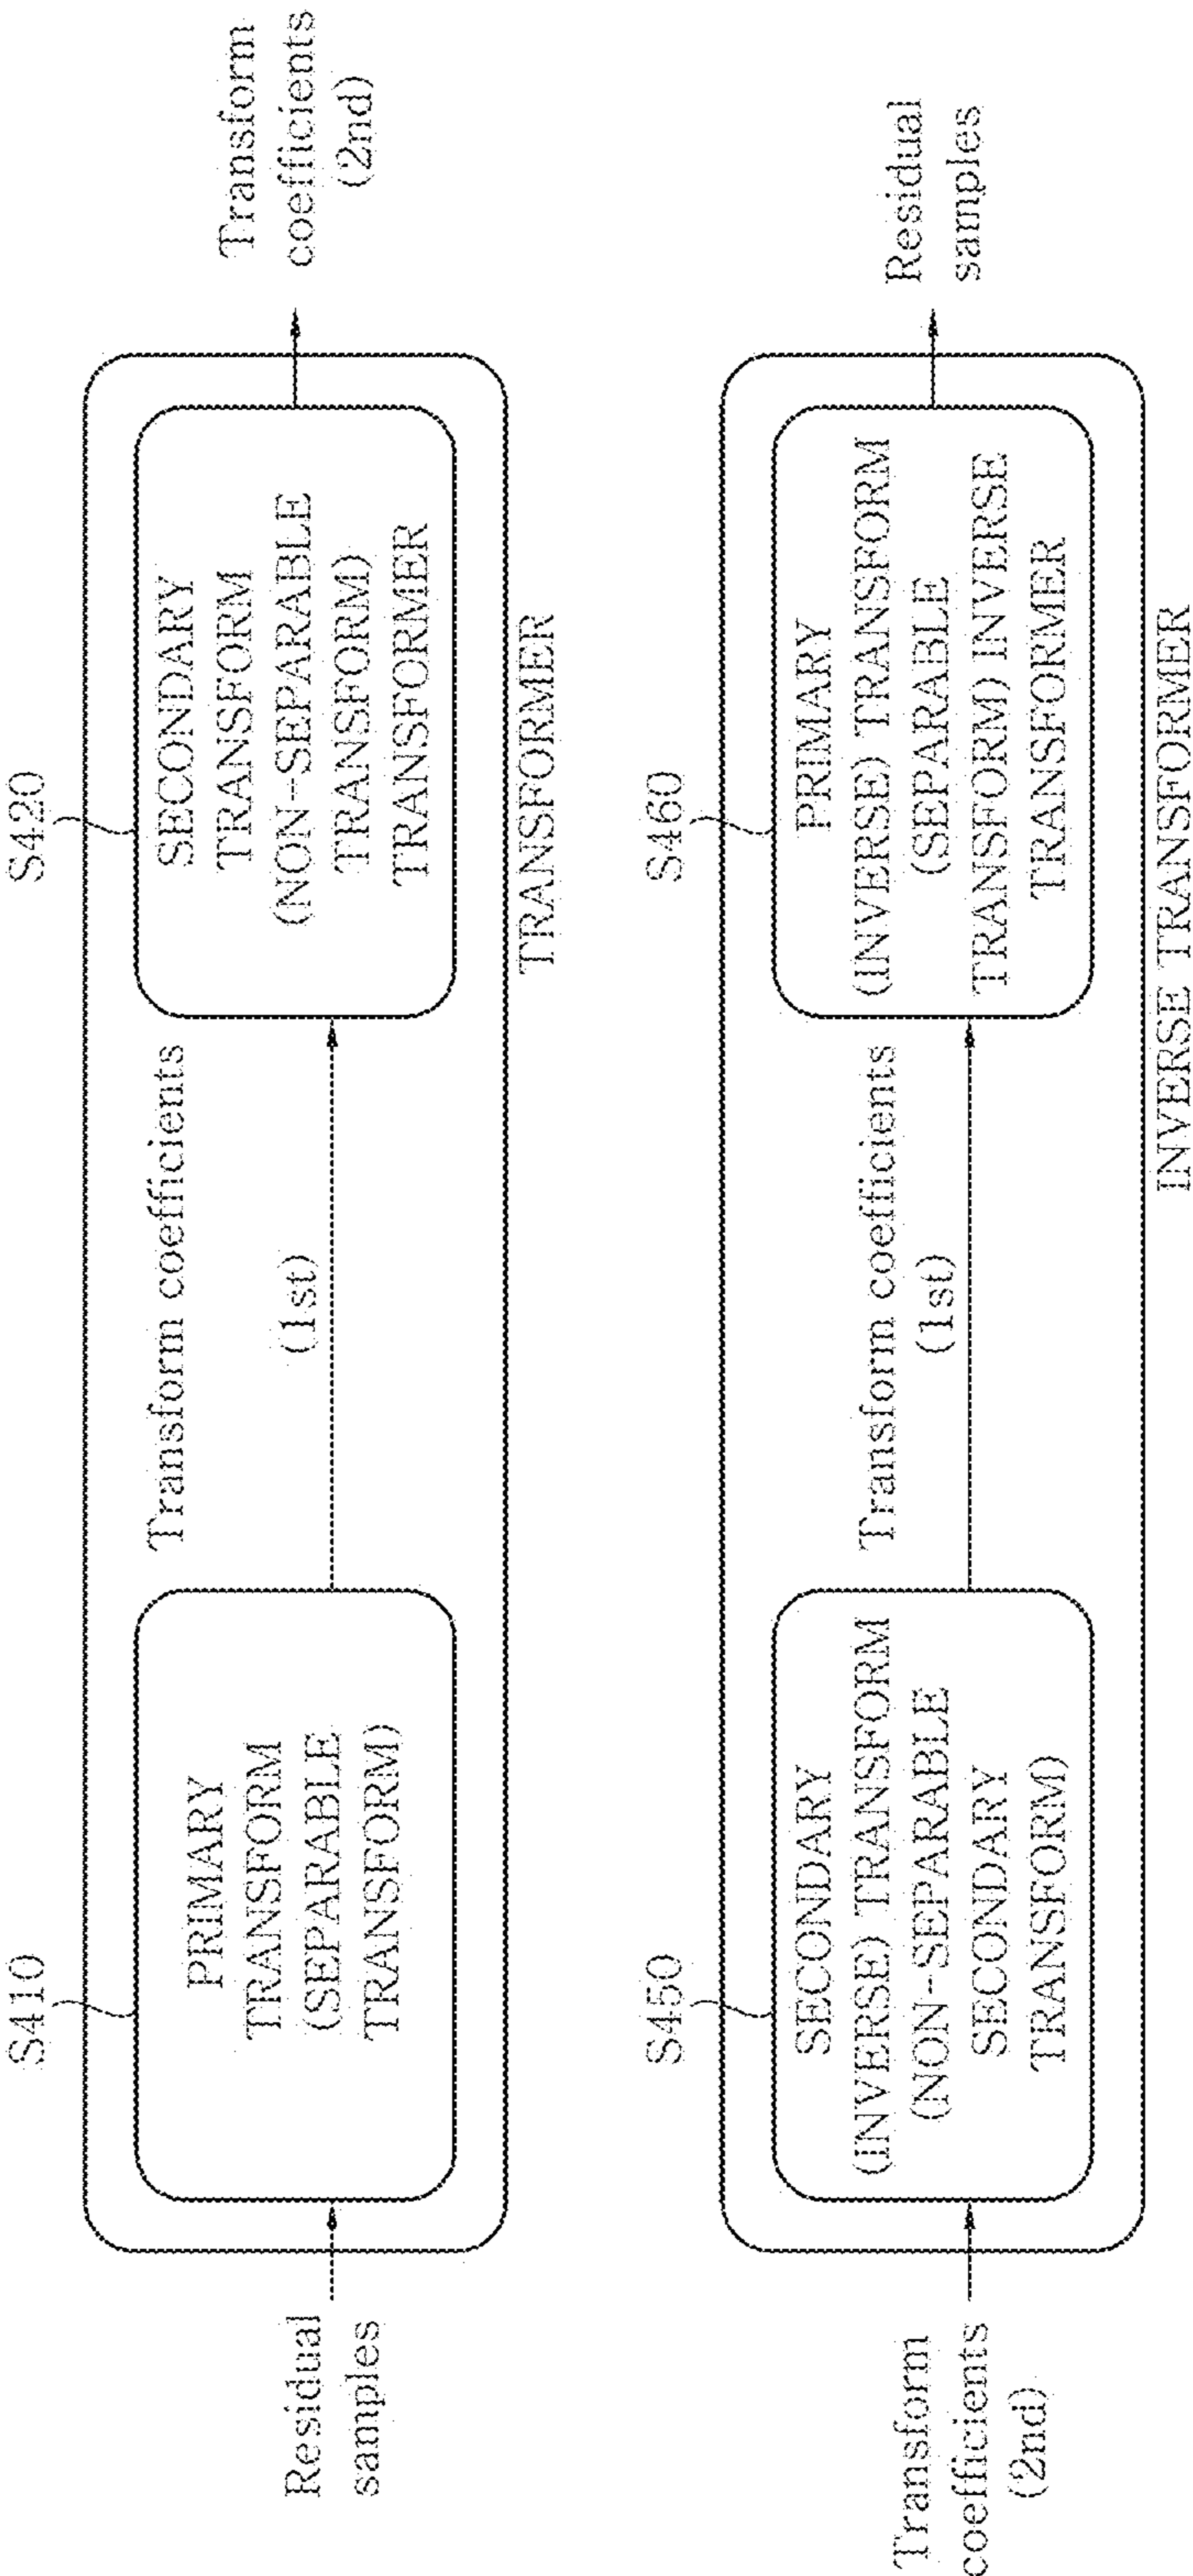 S410
S420
Residual
samples
PRIMARY
TRANSFORM
(SEPARABLE
TRANSFORM)
Transform coefficients
(1st)
SECONDARY
TRANSFORM
(NON-SEPARABLE
TRANSFORM)
TRANSFORMER
Transform
coefficients
(2nd)
TRANSFORMER
S450
S460
Transform
coefficients
(2nd)
SECONDARY
(INVERSE) TRANSFORM
(NON-SEPARABLE
SECONDARY
TRANSFORM)
Transform coefficients
(1st)
PRIMARY
(INVERSE) TRANSFORM
(SEPARABLE
TRANSFORM) INVERSE
TRANSFORMER
Residual
samples
INVERSE TRANSFORMER